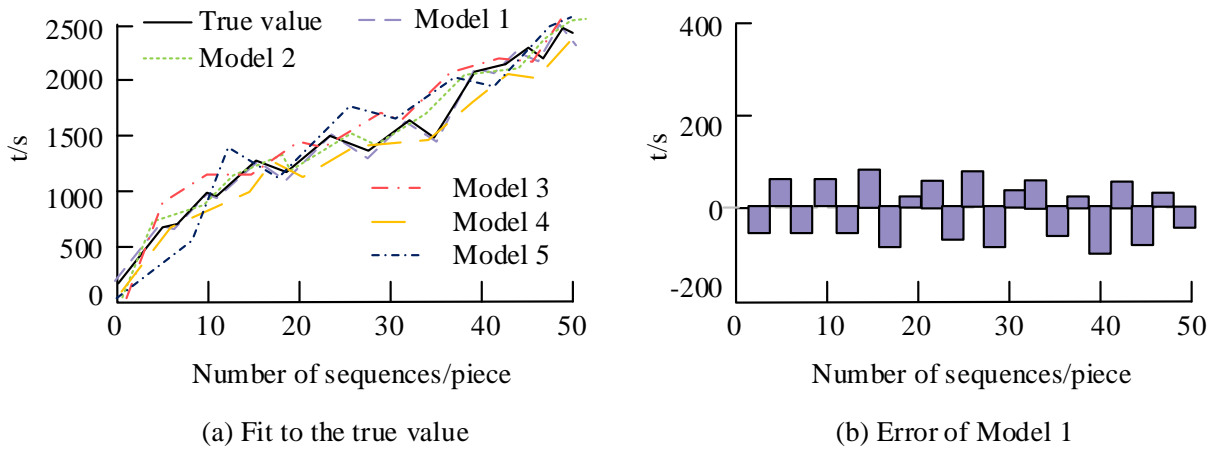 2500
2000
1500
1000
500
0
t/s
True value
Model 1
Model 2
Model 3
Model 4
Model 5
0 10 20 30 40 50
Number of sequences/piece
(a) Fit to the true value
400
200
0
-200
t/s
0 10 20 30 40 50
Number of sequences/piece
(b) Error of Model 1